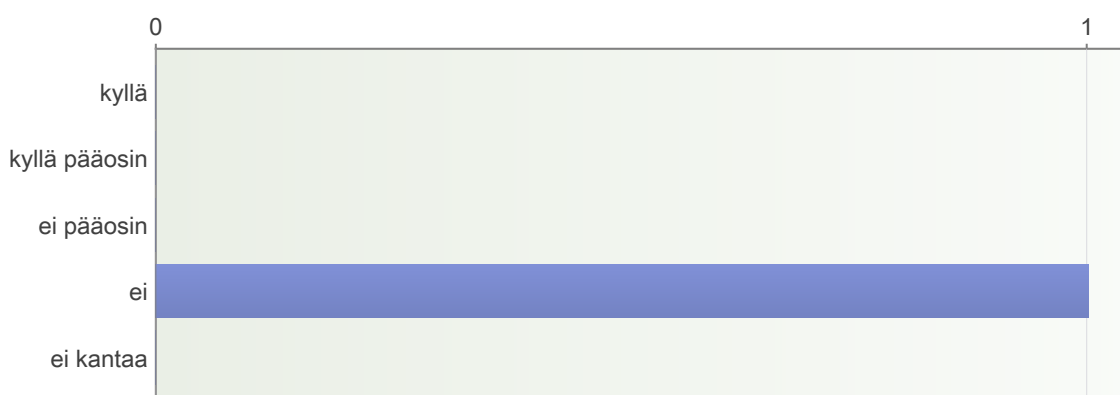 0 1
kyllä
kyllä pääosin
ei pääosin
ei
ei kantaa